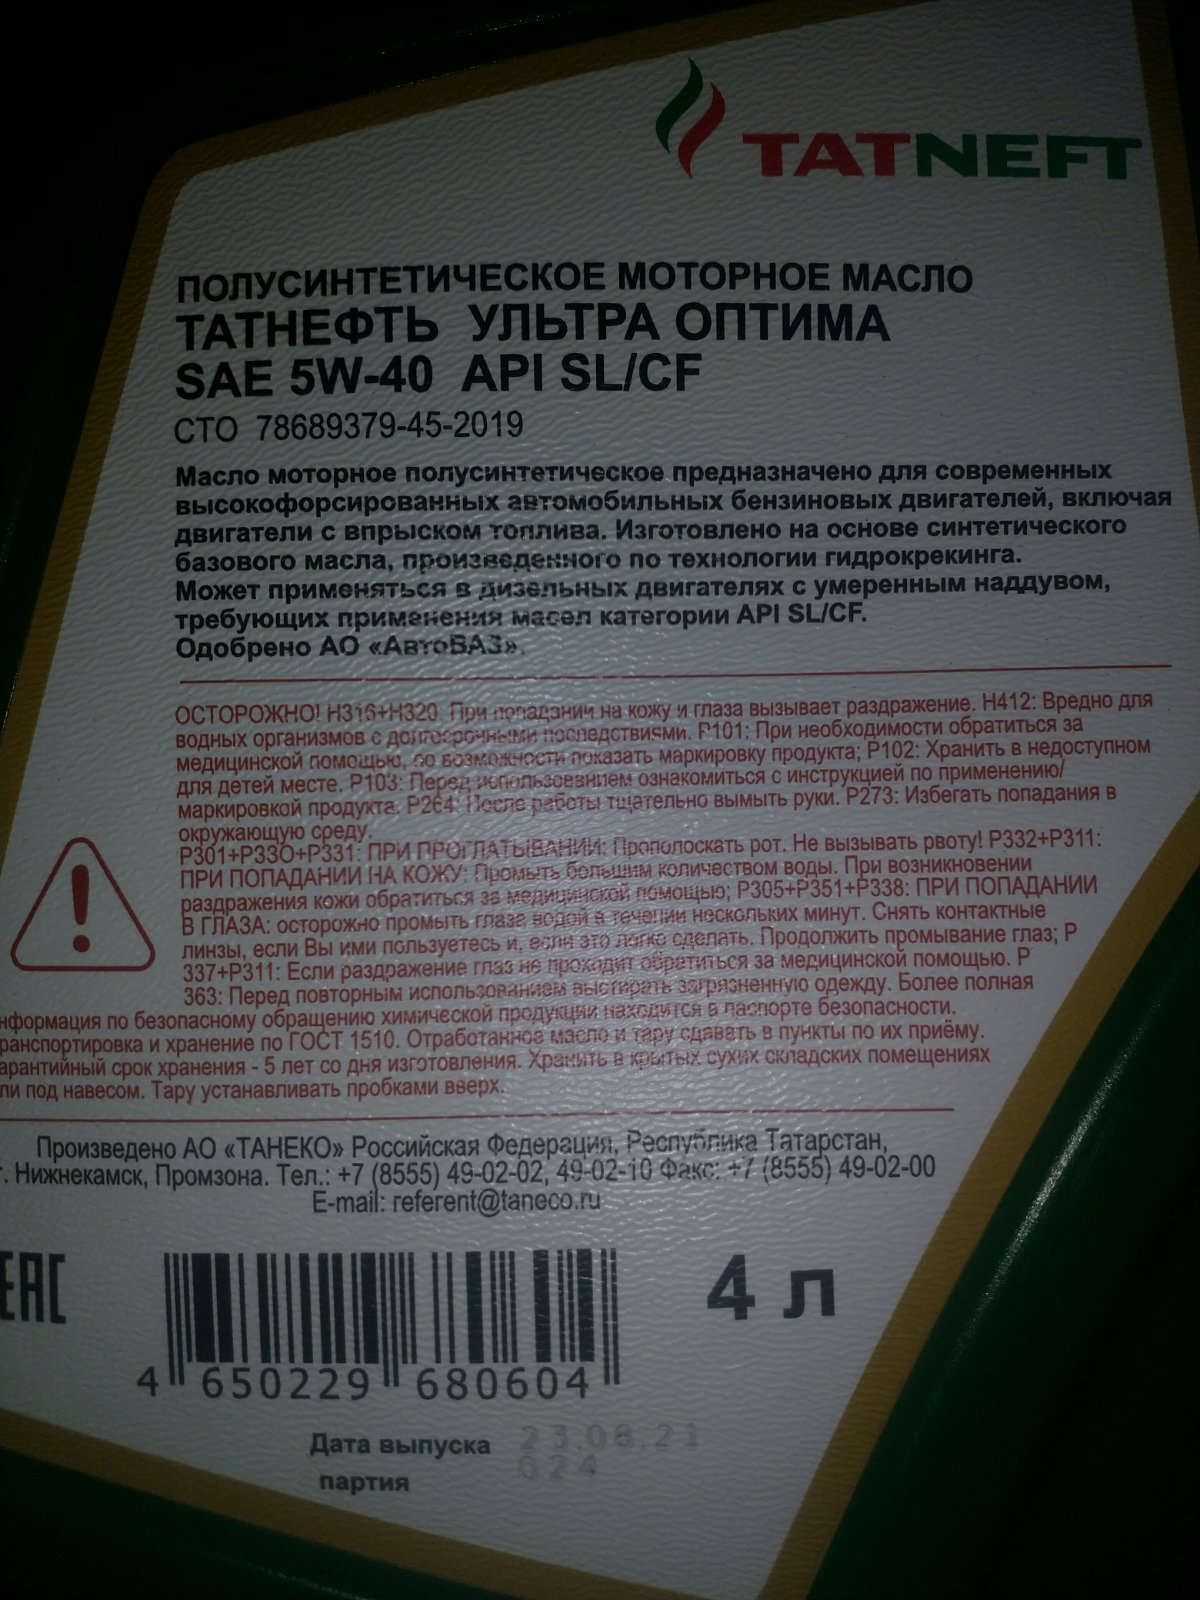 TATNEFT
ПОЛУСИНТЕТИЧЕСКОЕ МОТОРНОЕ МАСЛО
ТАТНЕФТЬ УЛЬТРА ОПТИМА
SAE 5W-40 API SL/CF
СТО 78689379-45-2019
Масло моторное полусинтетическое предназначено для современных
высокофорсированных автомобильных бензиновых двигателей, включая
двигатели с впрыском топлива. Изготовлено на основе синтетического
базового масла, произведенного по технологии гидрокрекинга.
Может применяться в дизельных двигателях с умеренным наддувом,
требующих применения масел категории API SL/CF.
Одобрено АО «АвтоВАЗ».
ОСТОРОЖНО! H316+H320: При попадании на кожу и глаза вызывает раздражение. H412: Вредно для
водных организмов с долгосрочными последствиями. P101: При необходимости обратиться за
медицинской помощью, по возможности показать маркировку продукта; P102: Хранить в недоступном
для детей месте. P103: Перед использованием ознакомиться с инструкцией по применению/
маркировкой продукта. P264: После работы тщательно вымыть руки. P273: Избегать попадания в
окружающую среду.
P301+P33O+P331: ПРИ ПРОГЛАТЫВАНИИ: Прополоскать рот. Не вызывать рвоту! P332+P311:
ПРИ ПОПАДАНИИ НА КОЖУ: Промыть большим количеством воды. При возникновении
раздражения кожи обратиться за медицинской помощью; P305+P351+P338: ПРИ ПОПАДАНИИ
В ГЛАЗА: осторожно промыть глаза водой в течении нескольких минут. Снять контактные
линзы, если Вы ими пользуетесь и, если это легко сделать. Продолжить промывание глаз; P
337+P311: Если раздражение глаз не проходит обратиться за медицинской помощью. P
363: Перед повторным использованием выстирать загрязненную одежду. Более полная
нформация по безопасному обращению химической продукции находится в паспорте безопасности.
ранспортировка и хранение по ГОСТ 1510. Отработанное масло и тару сдавать в пункты по их приёму.
арантийный срок хранения - 5 лет со дня изготовления. Хранить в крытых сухих складских помещениях
ли под навесом. Тару устанавливать пробками вверх.
Произведено АО «ТАНЕКО» Российская Федерация, Республика Татарстан,
г. Нижнекамск, Промзона. Тел.: +7 (8555) 49-02-02, 49-02-10 Факс: +7 (8555) 49-02-00
E-mail: referent@taneco.ru
EAC
4 л
4 650229 680604
Дата выпуска 23.08.21
партия 024